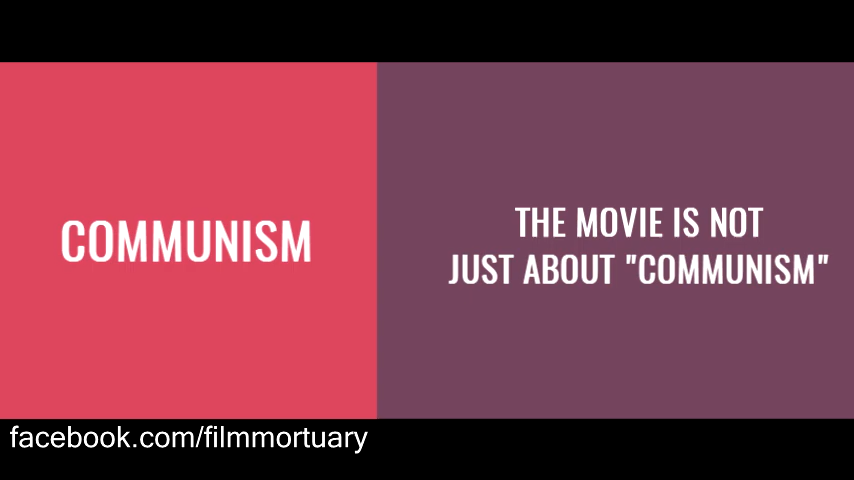 COMMUNISM
THE MOVIE IS NOT
JUST ABOUT "COMMUNISM"
facebook.com/filmmortuary